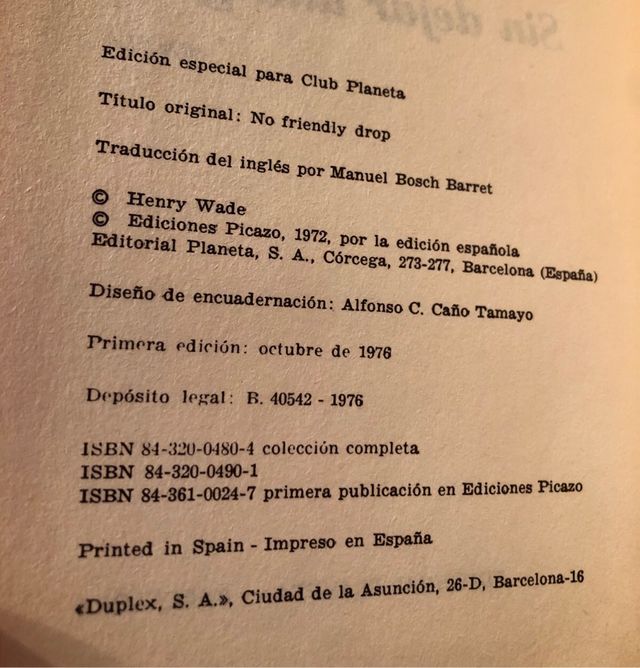 Sin dejar
Edición especial para Club Planeta
Título original: No friendly drop
Traducción del inglés por Manuel Bosch Barret
© Henry Wade
© Ediciones Picazo, 1972, por la edición española
Editorial Planeta, S. A., Córcega, 273-277, Barcelona (España)
Diseño de encuadernación: Alfonso C. Caño Tamayo
Primera edición: octubre de 1976
Depósito legal: B. 40542 - 1976
ISBN 84-320-0480-4 colección completa
ISBN 84-320-0490-1
ISBN 84-361-0024-7 primera publicación en Ediciones Picazo
Printed in Spain - Impreso en España
«Duplex, S. A.», Ciudad de la Asunción, 26-D, Barcelona-16